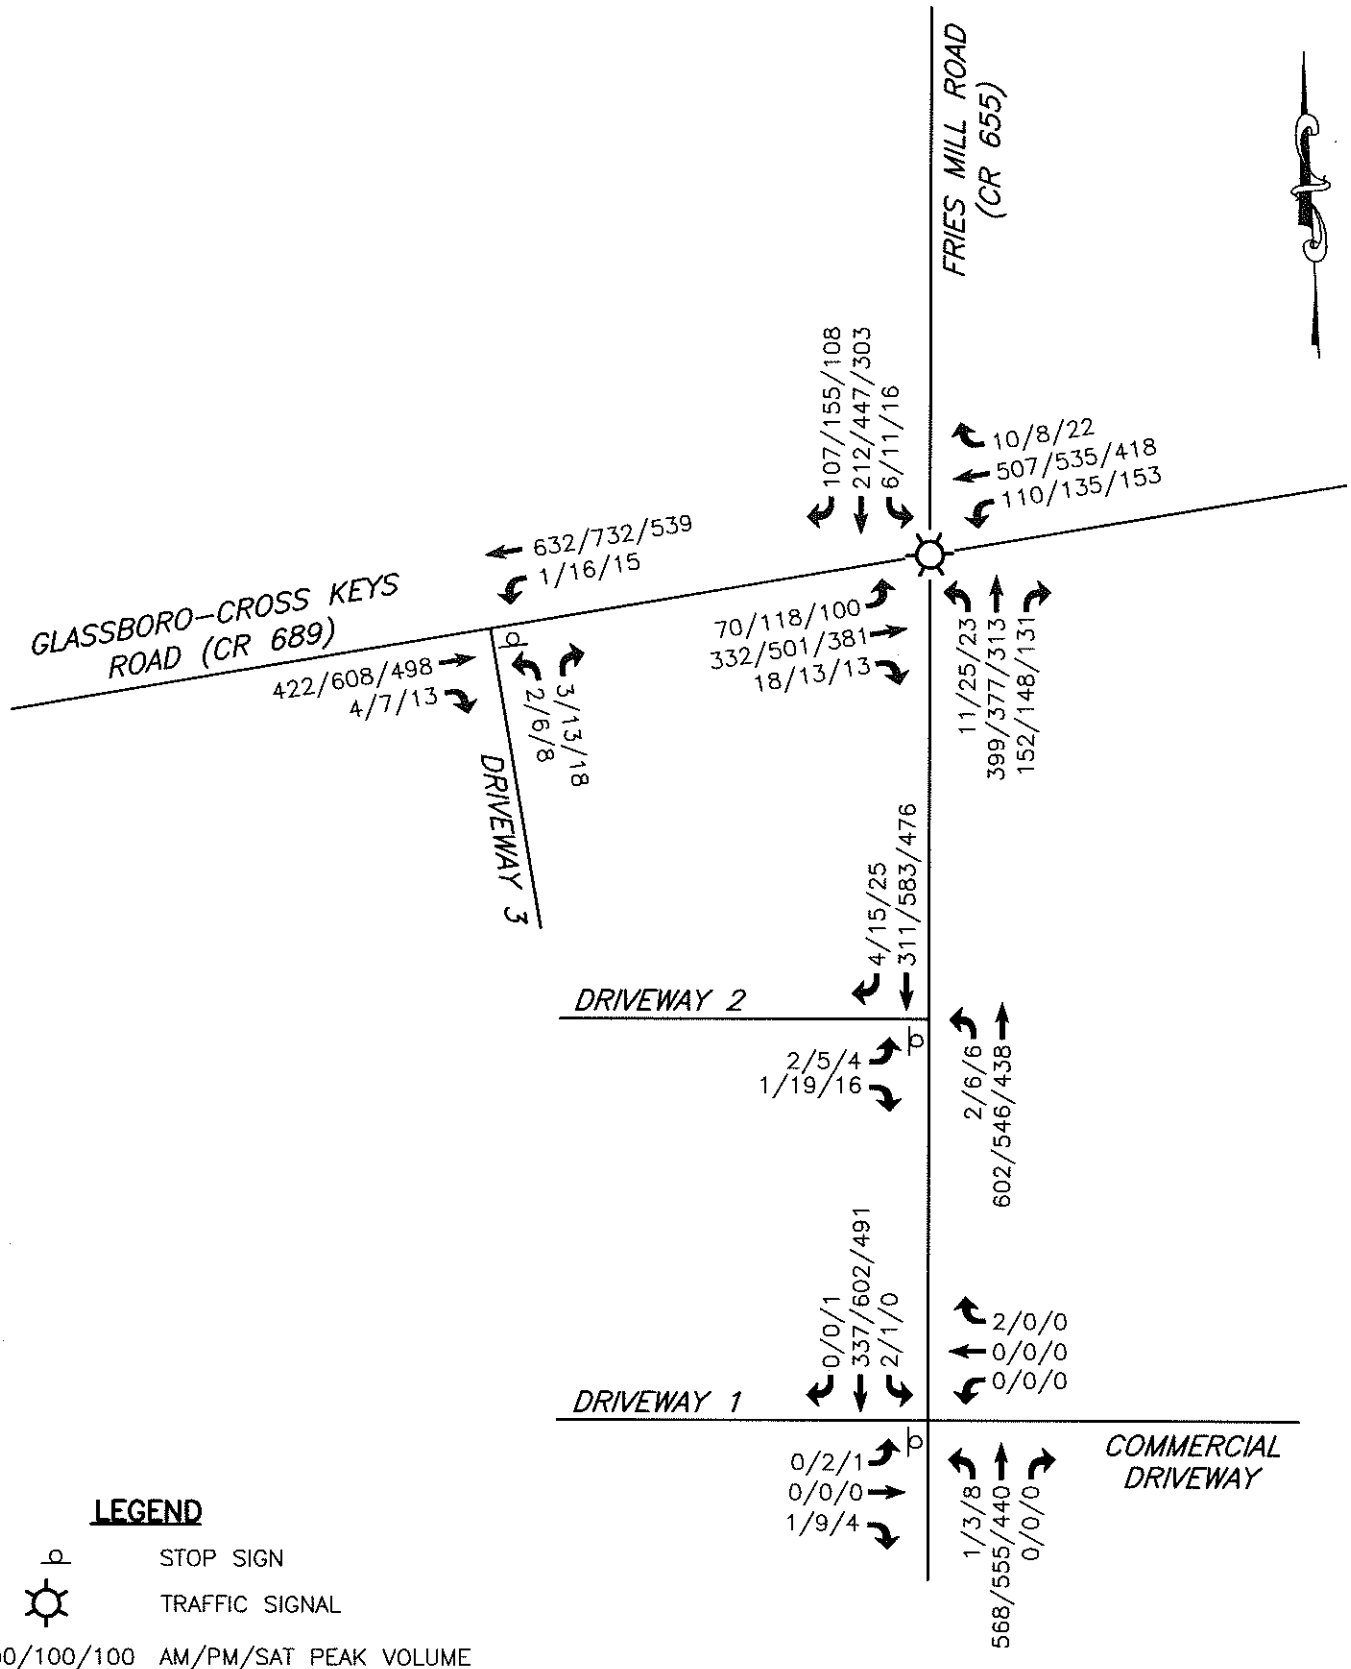 FRIES MILL ROAD
(CR 655)
107/155/108
212/447/303
6/11/16
10/8/22
507/535/418
110/135/153
632/732/539
1/16/15
GLASSBORO-CROSS KEYS
ROAD (CR 689)
422/608/498
4/7/13
2/6/8
3/13/18
DRIVEWAY 3
70/118/100
332/501/381
18/13/13
11/25/23
399/377/313
152/148/131
4/15/25
311/583/476
DRIVEWAY 2
2/5/4
1/19/16
2/6/6
602/546/438
0/0/1
337/602/491
2/1/0
2/0/0
0/0/0
0/0/0
DRIVEWAY 1
0/2/1
0/0/0
1/9/4
1/3/8
568/555/440
0/0/0
COMMERCIAL
DRIVEWAY
LEGEND
STOP SIGN
TRAFFIC SIGNAL
00/100/100 AM/PM/SAT PEAK VOLUME